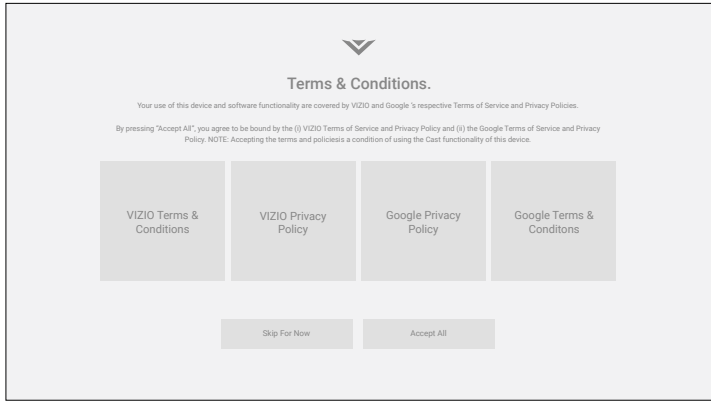 Terms & Conditions.
Your use of this device and software functionality are covered by VIZIO and Google 's respective Terms of Service and Privacy Policies.
By pressing "Accept All", you agree to be bound by the (i) VIZIO Terms of Service and Privacy Policy and (ii) the Google Terms of Service and Privacy
Policy. NOTE: Accepting the terms and policiesis a condition of using the Cast functionality of this device.
VIZIO Terms &
Conditions
VIZIO Privacy
Policy
Google Privacy
Policy
Google Terms &
Conditons
Skip For Now
Accept All